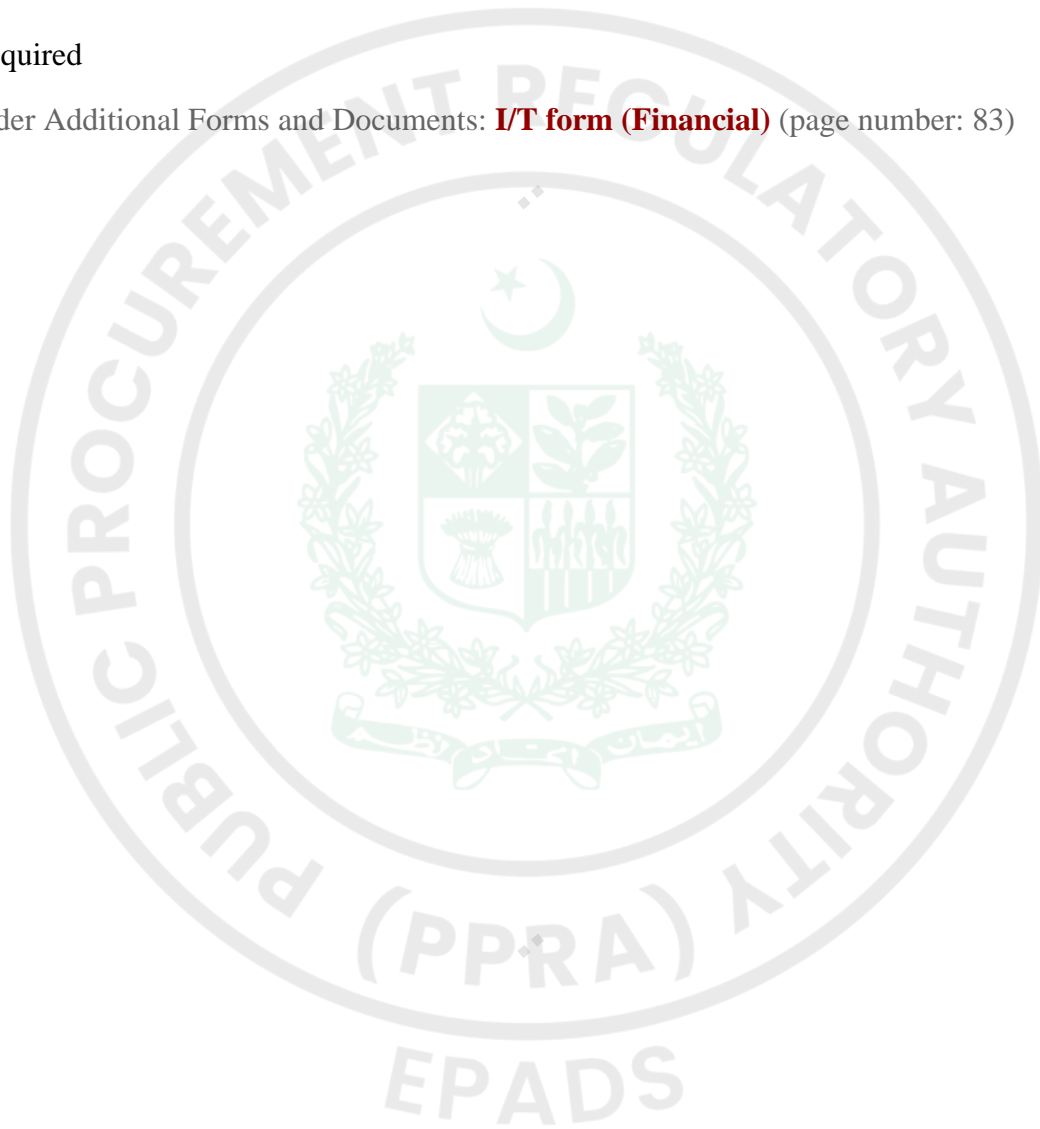 quired
der Additional Forms and Documents: I/T form (Financial) (page number: 83)
PUBLIC PROCUREMENT REGULATORY AUTHORITY
(PPRA)
EPADS